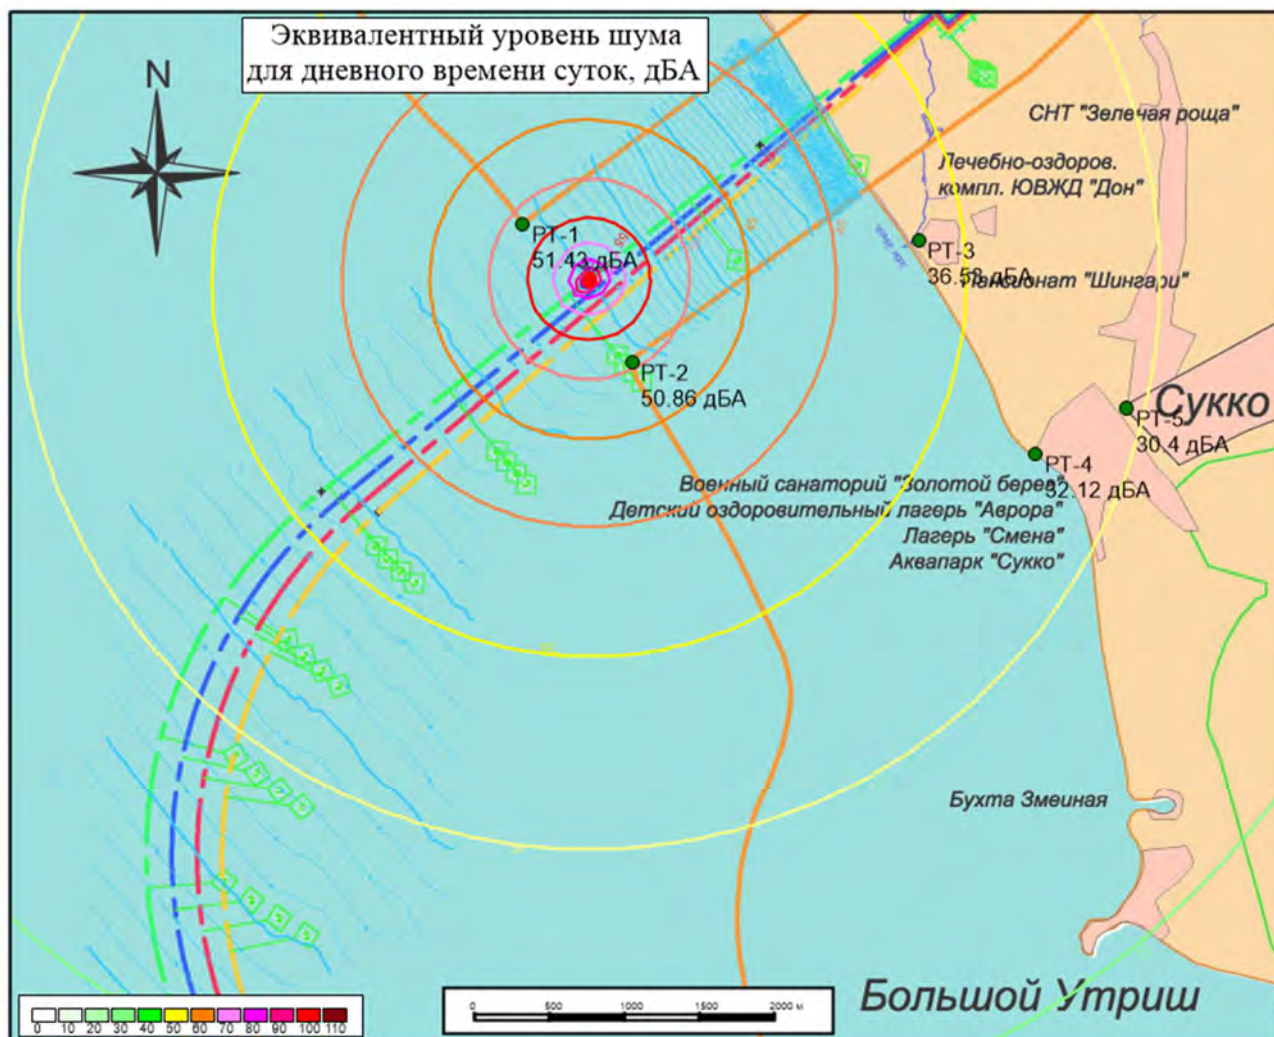 Эквивалентный уровень шума
для дневного времени суток, дБА
N
СНТ "Зелечая роща"
Лечебно-оздоров.
компл. ЮВЖД "Дон"
РТ-1
51.43 дБА
РТ-3
36.53 дБА
Пансионат "Шингари"
РТ-2
50.86 дБА
Сукко
РТ-5
30.4 дБА
РТ-4
32.12 дБА
Военный санаторий "Золотой берег"
Детский оздоровительный лагерь "Аврора"
Лагерь "Смена"
Аквапарк "Сукко"
Бухта Змеиная
Большой Утриш
0 10 20 30 40 50 60 70 80 90 100 110
0 500 1000 1500 2000 м